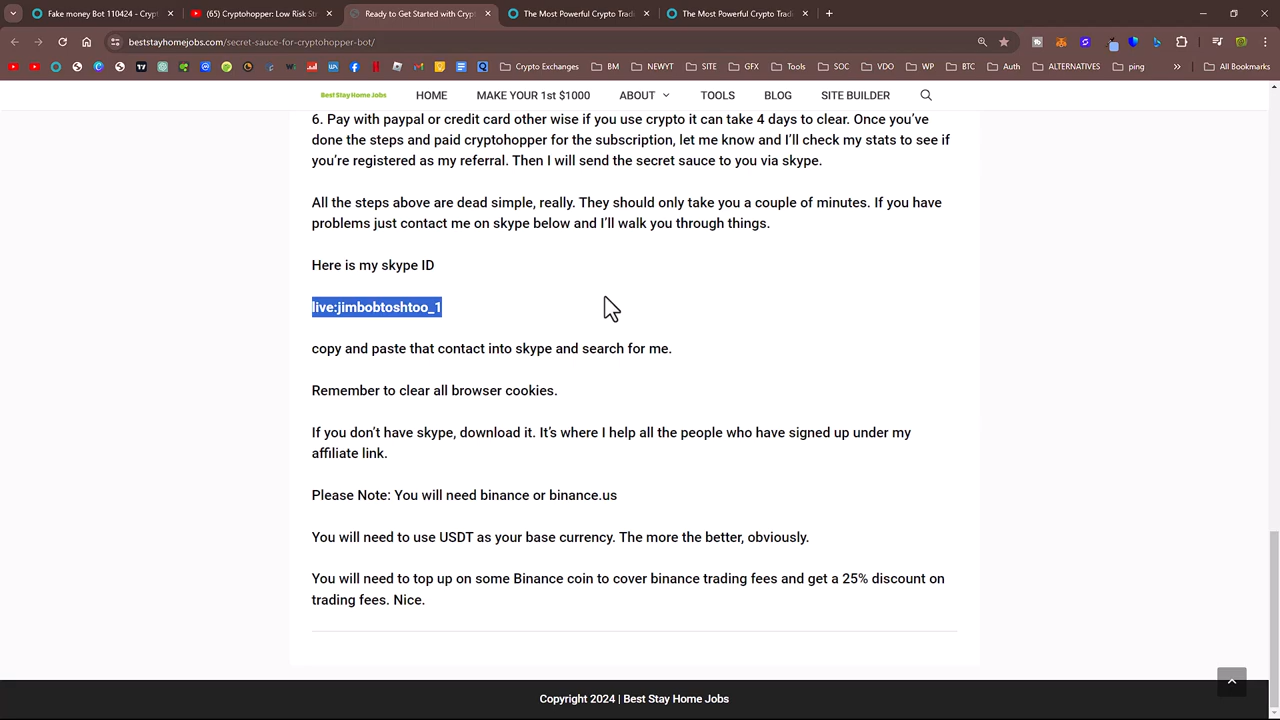 Fake money Bot 110424 - Crypt
(65) Cryptohopper: Low Risk St
Ready to Get Started with Crypt
The Most Powerful Crypto Trad
The Most Powerful Crypto Trad
beststayhomejobs.com/secret-sauce-for-cryptohopper-bot/
Crypto Exchanges
BM
NEWYT
STE
GFX
Tools
SOC
VDO
WP
BTC
Auth
ALTERNATIVES
ping
All Bookmarks
Best Stay Home Jobs
HOME
MAKE YOUR 1st $1000
ABOUT
TOOLS
BLOG
SITE BUILDER
6. Pay with paypal or credit card other wise if you use crypto it can take 4 days to clear. Once you’ve
done the steps and paid cryptohopper for the subscription, let me know and I’ll check my stats to see if
you’re registered as my referral. Then I will send the secret sauce to you via skype.
All the steps above are dead simple, really. They should only take you a couple of minutes. If you have
problems just contact me on skype below and I’ll walk you through things.
Here is my skype ID
live:jimbobtoshtoo_1
copy and paste that contact into skype and search for me.
Remember to clear all browser cookies.
If you don’t have skype, download it. It’s where I help all the people who have signed up under my
affiliate link.
Please Note: You will need binance or binance.us
You will need to use USDT as your base currency. The more the better, obviously.
You will need to top up on some Binance coin to cover binance trading fees and get a 25% discount on
trading fees. Nice.
Copyright 2024 | Best Stay Home Jobs